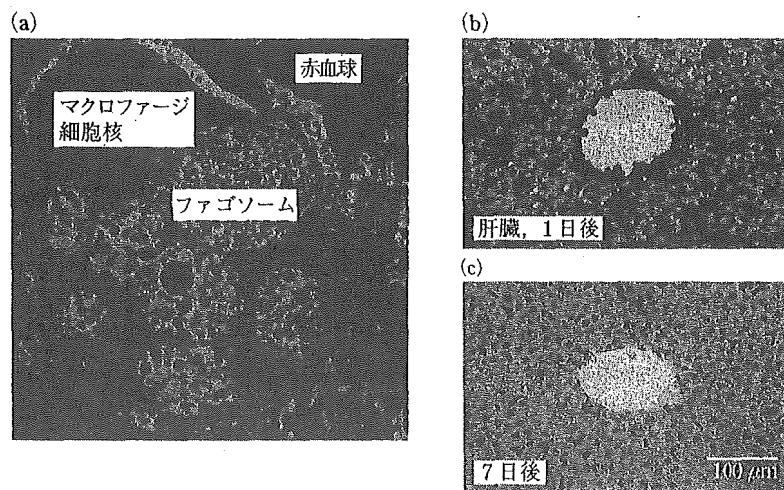 (a)
赤血球
マクロファージ
細胞核
ファゴソーム
(b)
肝臓，1日後
(c)
7日後
100 μm